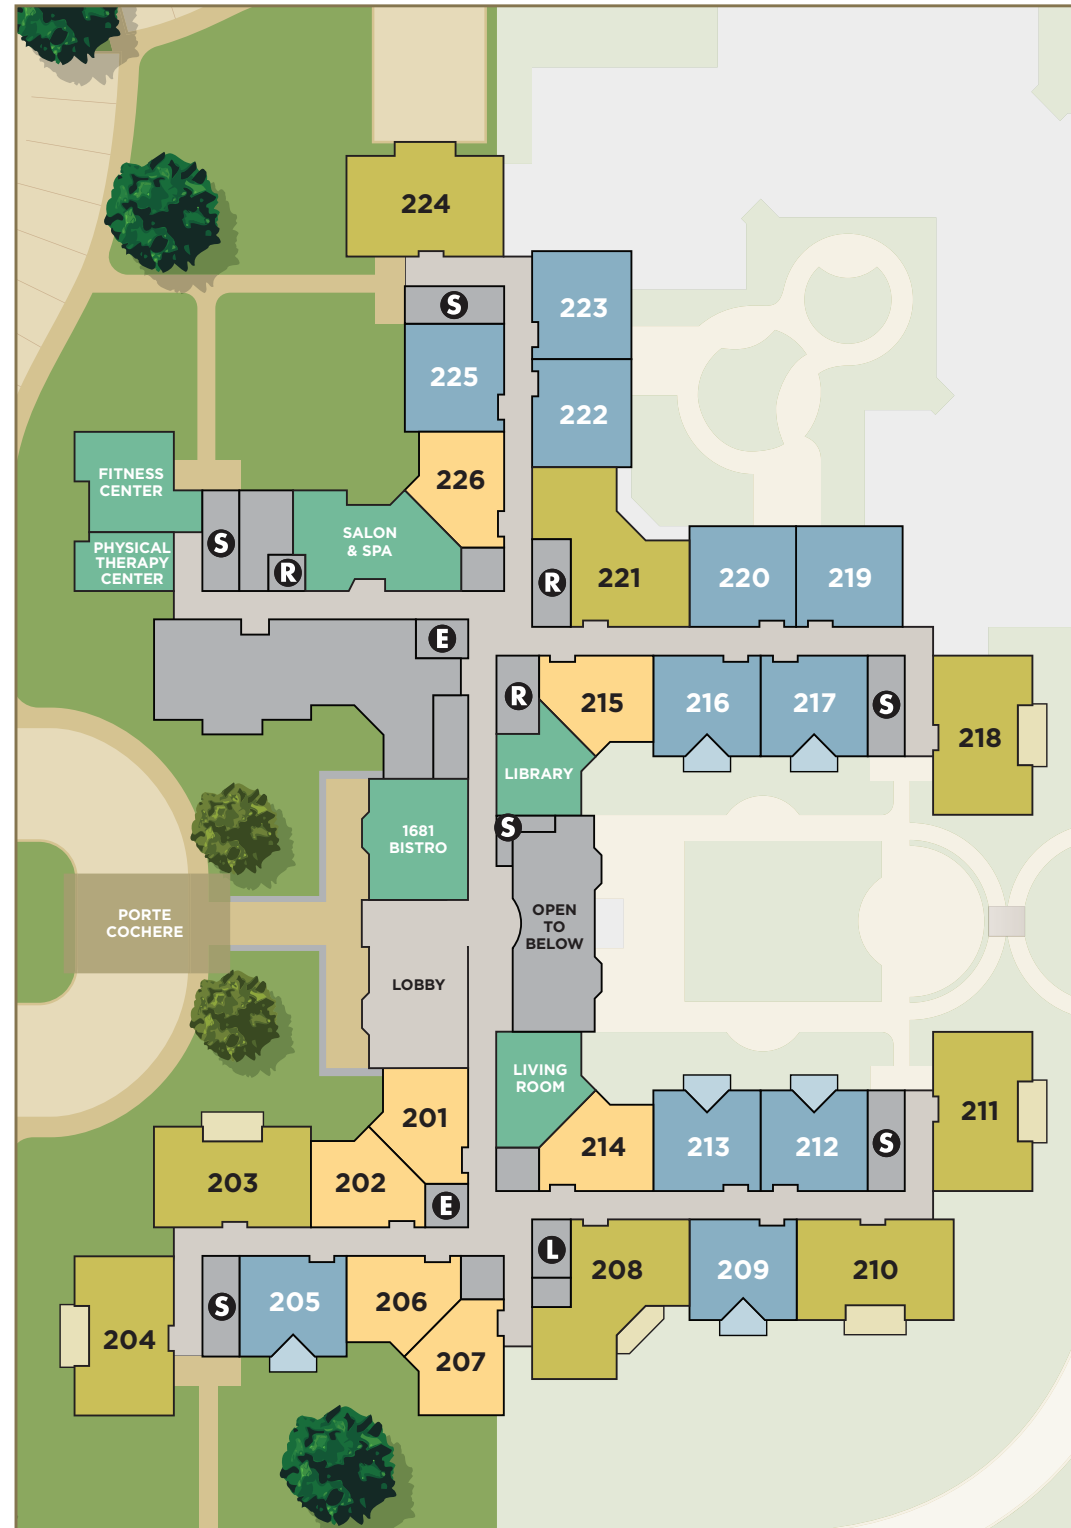 224
S
223
225
222
226
FITNESS
CENTER
SALON
& SPA
S
PHYSICAL
THERAPY
CENTER
R
R
221
220
219
E
R
215
216
217
S
218
LIBRARY
S
1681
BISTRO
PORTE
COCHERE
OPEN
TO
BELOW
LOBBY
LIVING
ROOM
201
214
213
212
S
211
203
202
E
L
208
209
210
S
205
206
204
207